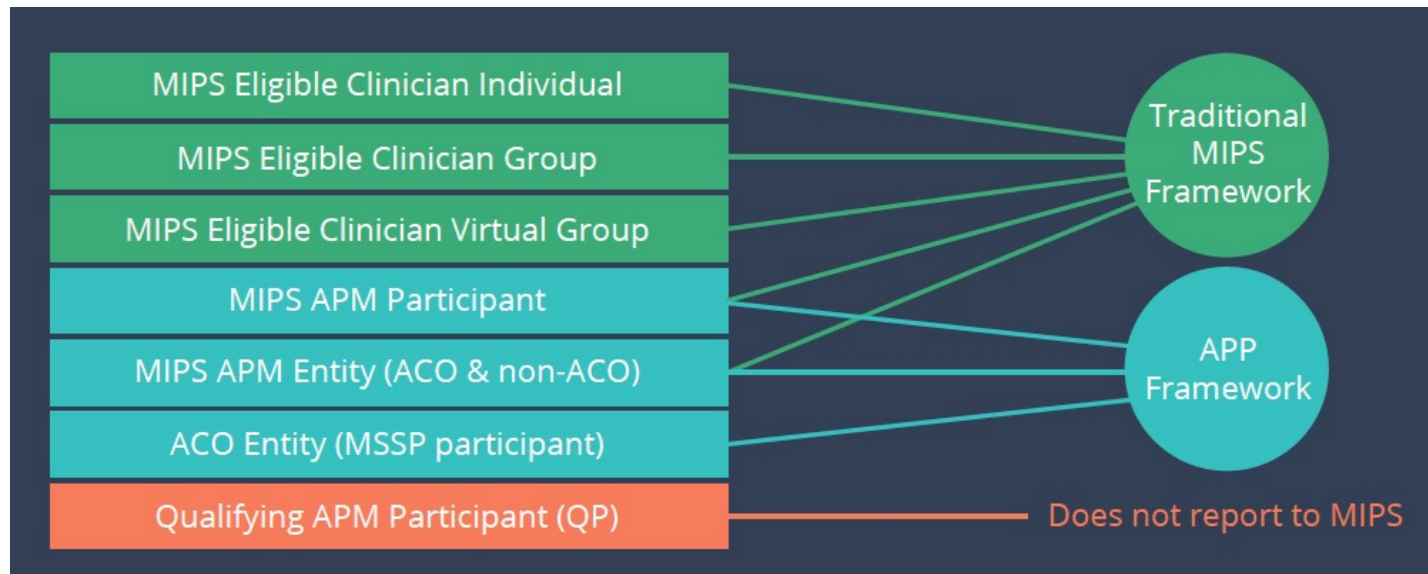 MIPS Eligible Clinician Individual
MIPS Eligible Clinician Group
MIPS Eligible Clinician Virtual Group
MIPS APM Participant
MIPS APM Entity (ACO & non-ACO)
ACO Entity (MSSP participant)
Qualifying APM Participant (QP)
Traditional
MIPS
Framework
APP
Framework
Does not report to MIPS